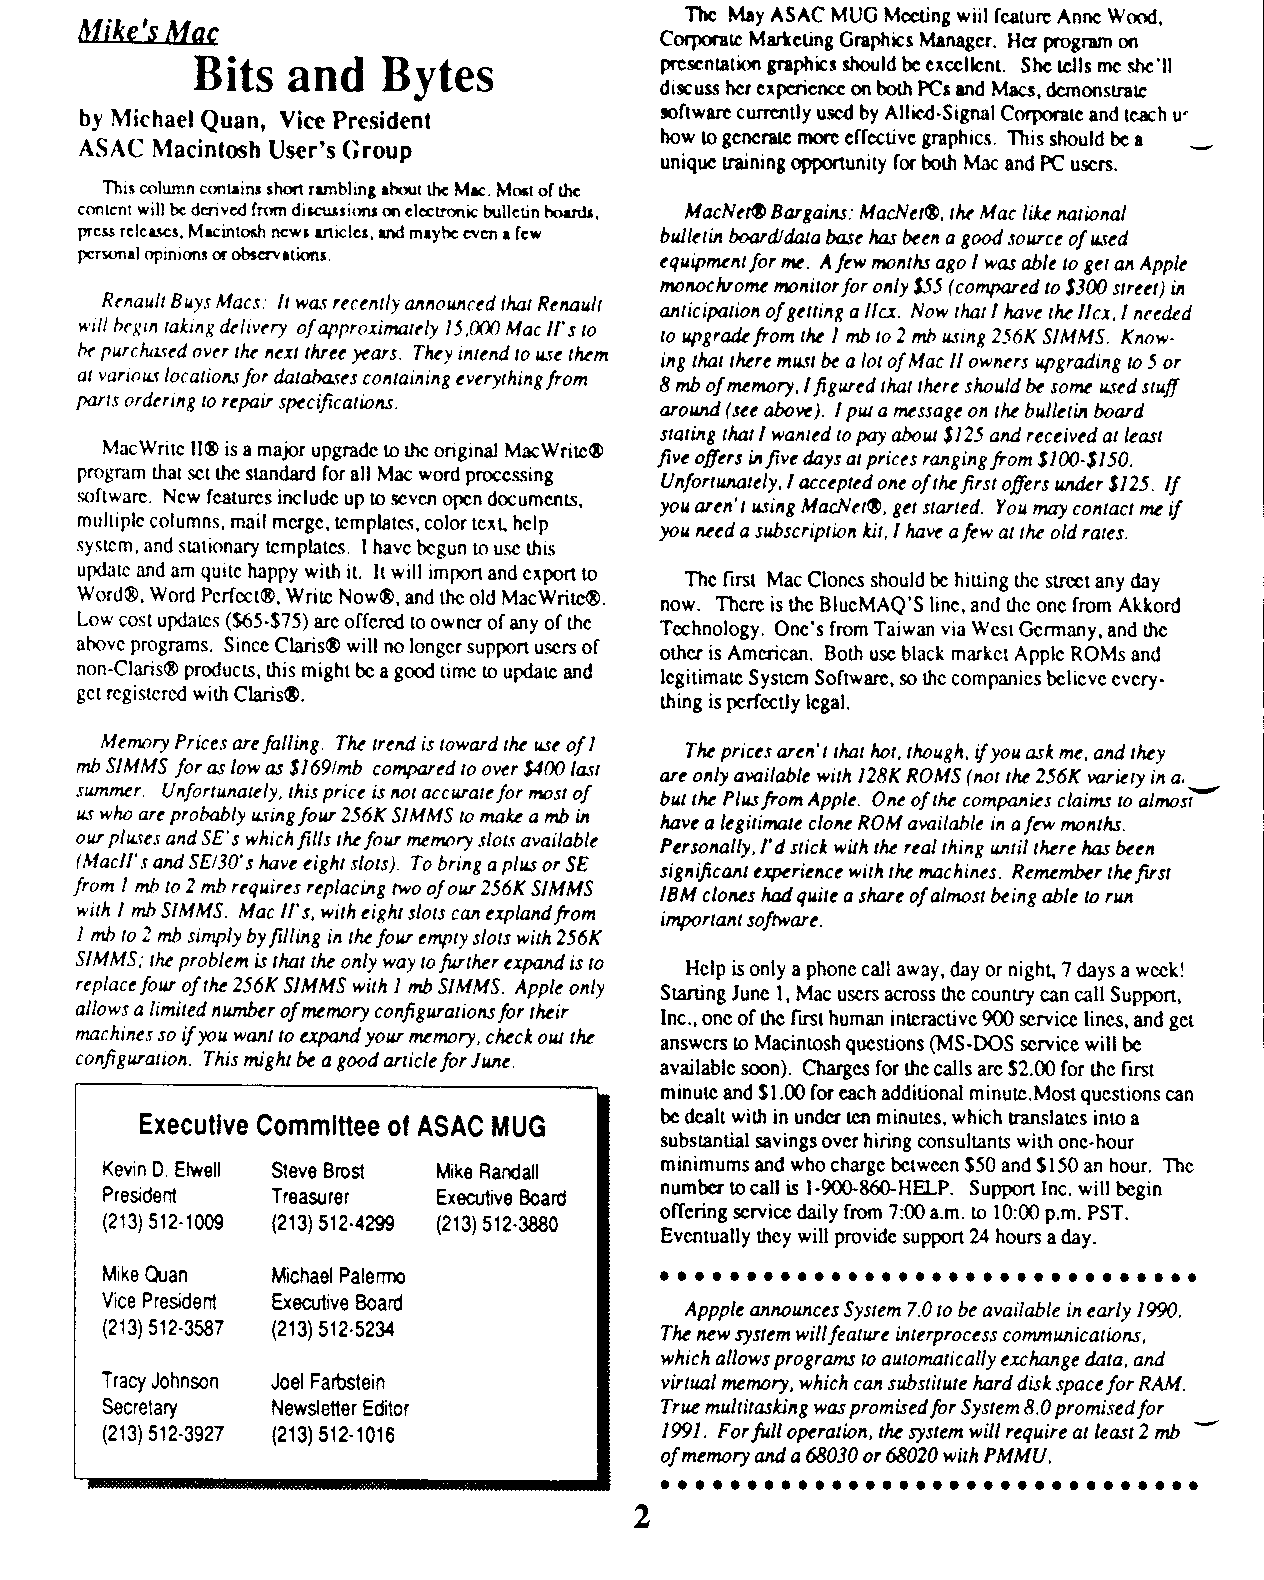 Mike's Mac
Bits and Bytes
by Michael Quan, Vice President
ASAC Macintosh User's Group
This column contains short rambling about the Mac. Most of the
content will be derived from discussions on electronic bulletin boards,
press releases, Macintosh news articles, and maybe even a few
personal opinions or observations.
Renault Buys Macs: It was recently announced that Renault
will begin taking delivery of approximately 15,000 Mac II's to
be purchased over the next three years. They intend to use them
at various locations for databases containing everything from
parts ordering to repair specifications.
MacWrite II® is a major upgrade to the original MacWrite®
program that set the standard for all Mac word processing
software. New features include up to seven open documents,
multiple columns, mail merge, templates, color text, help
system, and stationary templates. I have begun to use this
update and am quite happy with it. It will import and export to
Word®, Word Perfect®, Write Now®, and the old MacWrite®.
Low cost updates ($65-$75) are offered to owner of any of the
above programs. Since Claris® will no longer support users of
non-Claris® products, this might be a good time to update and
get registered with Claris®.
Memory Prices are falling. The trend is toward the use of 1
mb SIMMS for as low as $169/mb compared to over $400 last
summer. Unfortunately, this price is not accurate for most of
us who are probably using four 256K SIMMS to make a mb in
our pluses and SE's which fills the four memory slots available
(MacII's and SE/30's have eight slots). To bring a plus or SE
from 1 mb to 2 mb requires replacing two of our 256K SIMMS
with 1 mb SIMMS. Mac II's, with eight slots can expland from
1 mb to 2 mb simply by filling in the four empty slots with 256K
SIMMS; the problem is that the only way to further expand is to
replace four of the 256K SIMMS with 1 mb SIMMS. Apple only
allows a limited number of memory configurations for their
machines so if you want to expand your memory, check out the
configuration. This might be a good article for June.
Executive Committee of ASAC MUG
Kevin D. Elwell Steve Brost Mike Randall
President Treasurer Executive Board
(213) 512-1009 (213) 512-4299 (213) 512-3880
Mike Quan Michael Palermo
Vice President Executive Board
(213) 512-3587 (213) 512-5234
Tracy Johnson Joel Farbstein
Secretary Newsletter Editor
(213) 512-3927 (213) 512-1016
The May ASAC MUG Meeting wiil feature Anne Wood,
Corporate Marketing Graphics Manager. Her program on
presentation graphics should be excellent. She tells me she'll
discuss her experience on both PCs and Macs, demonstrate
software currently used by Allied-Signal Corporate and teach
how to generate more effective graphics. This should be a
unique training opportunity for both Mac and PC users.
MacNet® Bargains: MacNet®, the Mac like national
bulletin board/data base has been a good source of used
equipment for me. A few months ago I was able to get an Apple
monochrome monitor for only $55 (compared to $300 street) in
anticipation of getting a IIcx. Now that I have the IIcx, I needed
to upgrade from the 1 mb to 2 mb using 256K SIMMS. Know-
ing that there must be a lot of Mac II owners upgrading to 5 or
8 mb of memory, I figured that there should be some used stuff
around (see above). I put a message on the bulletin board
stating that I wanted to pay about $125 and received at least
five offers in five days at prices ranging from $100-$150.
Unfortunately, I accepted one of the first offers under $125. If
you aren't using MacNet®, get started. You may contact me if
you need a subscription kit, I have a few at the old rates.
The first Mac Clones should be hitting the street any day
now. There is the BlueMAQ'S line, and the one from Akkord
Technology. One's from Taiwan via West Germany, and the
other is American. Both use black market Apple ROMs and
legitimate System Software, so the companies believe every-
thing is perfectly legal.
The prices aren't that hot, though, if you ask me, and they
are only available with 128K ROMS (not the 256K variety in
but the Plus from Apple. One of the companies claims to almost
have a legitimate clone ROM available in a few months.
Personally, I'd stick with the real thing until there has been
significant experience with the machines. Remember the first
IBM clones had quite a share of almost being able to run
important software.
Help is only a phone call away, day or night, 7 days a week!
Starting June 1, Mac users across the country can call Support,
Inc., one of the first human interactive 900 service lines, and get
answers to Macintosh questions (MS-DOS service will be
available soon). Charges for the calls are $2.00 for the first
minute and $1.00 for each additional minute.Most questions can
be dealt with in under ten minutes, which translates into a
substantial savings over hiring consultants with one-hour
minimums and who charge between $50 and $150 an hour. The
number to call is 1-900-860-HELP. Support Inc. will begin
offering service daily from 7:00 a.m. to 10:00 p.m. PST.
Eventually they will provide support 24 hours a day.
Appple announces System 7.0 to be available in early 1990.
The new system will feature interprocess communications,
which allows programs to automatically exchange data, and
virtual memory, which can substitute hard disk space for RAM.
True multitasking was promised for System 8.0 promised for
1991. For full operation, the system will require at least 2 mb
of memory and a 68030 or 68020 with PMMU.
2